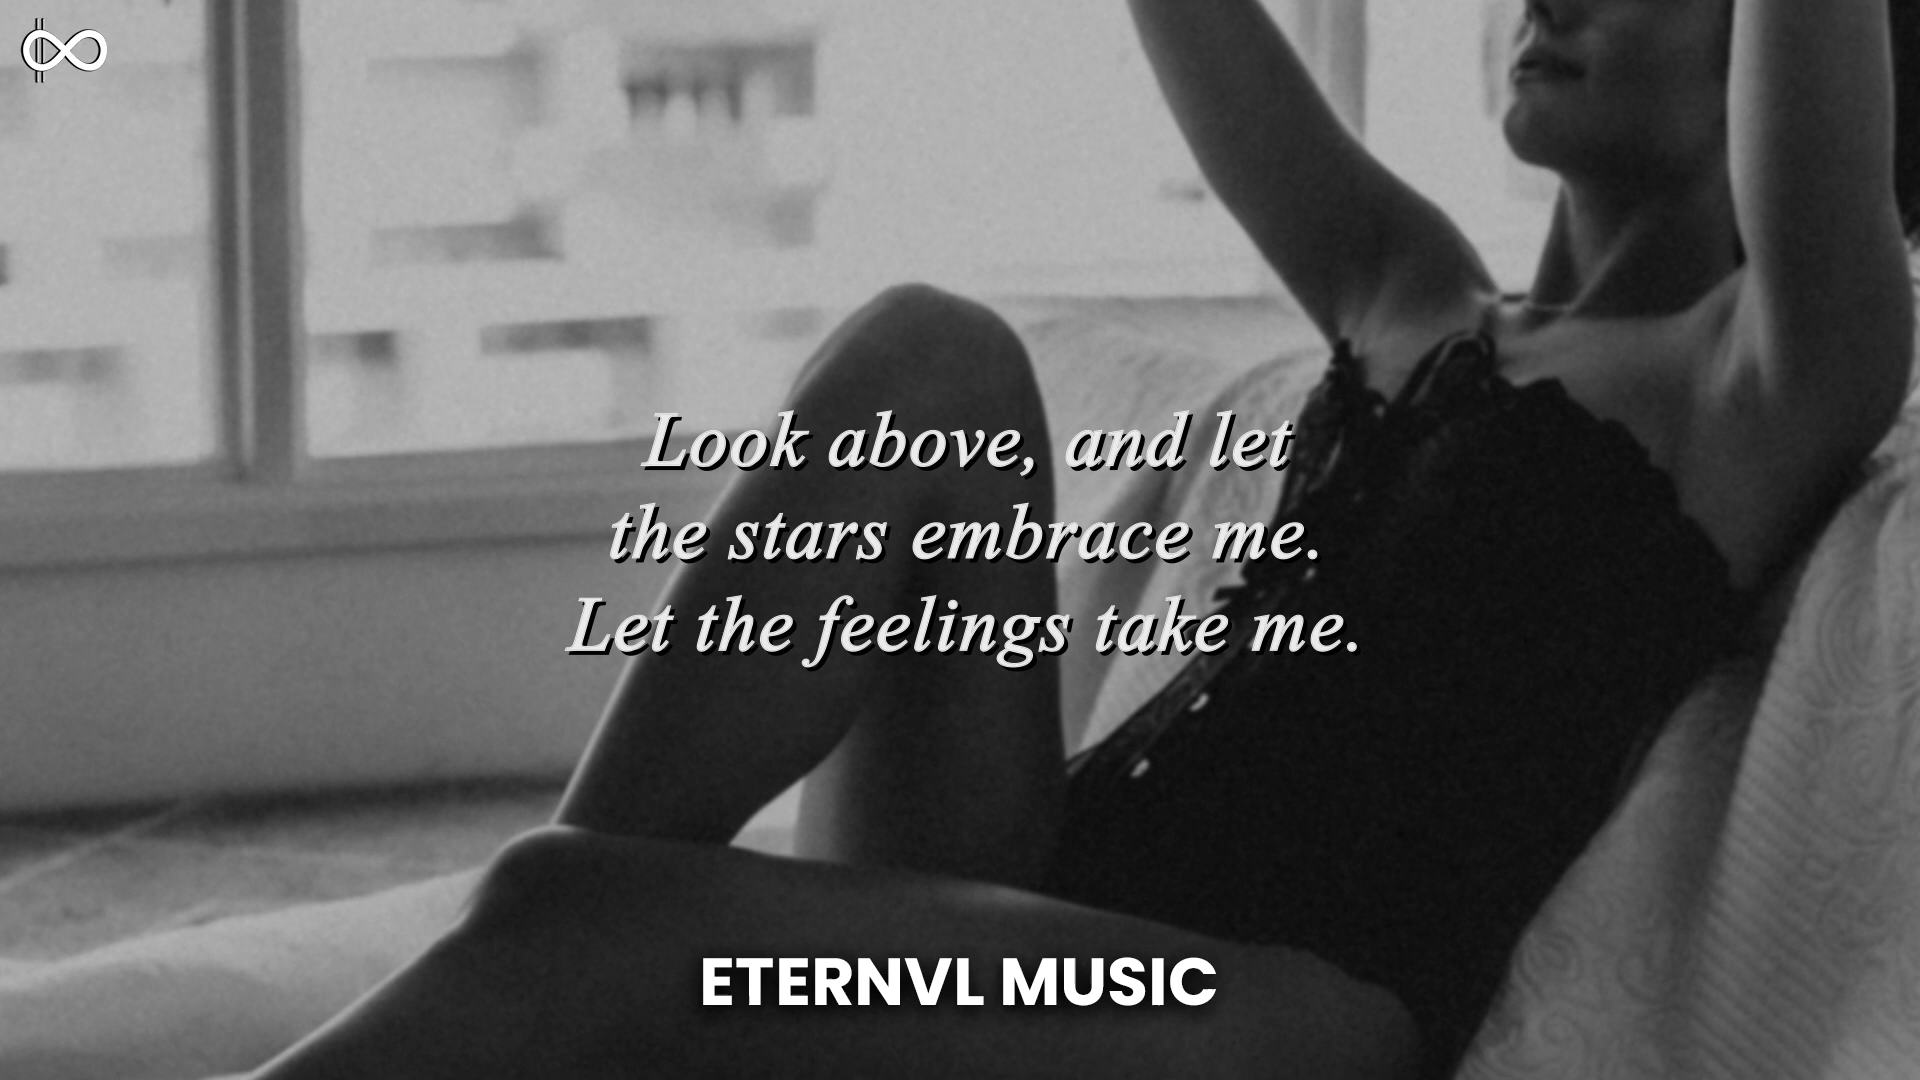 Look above, and let
the stars embrace me.
Let the feelings take me.
ETERNVL MUSIC